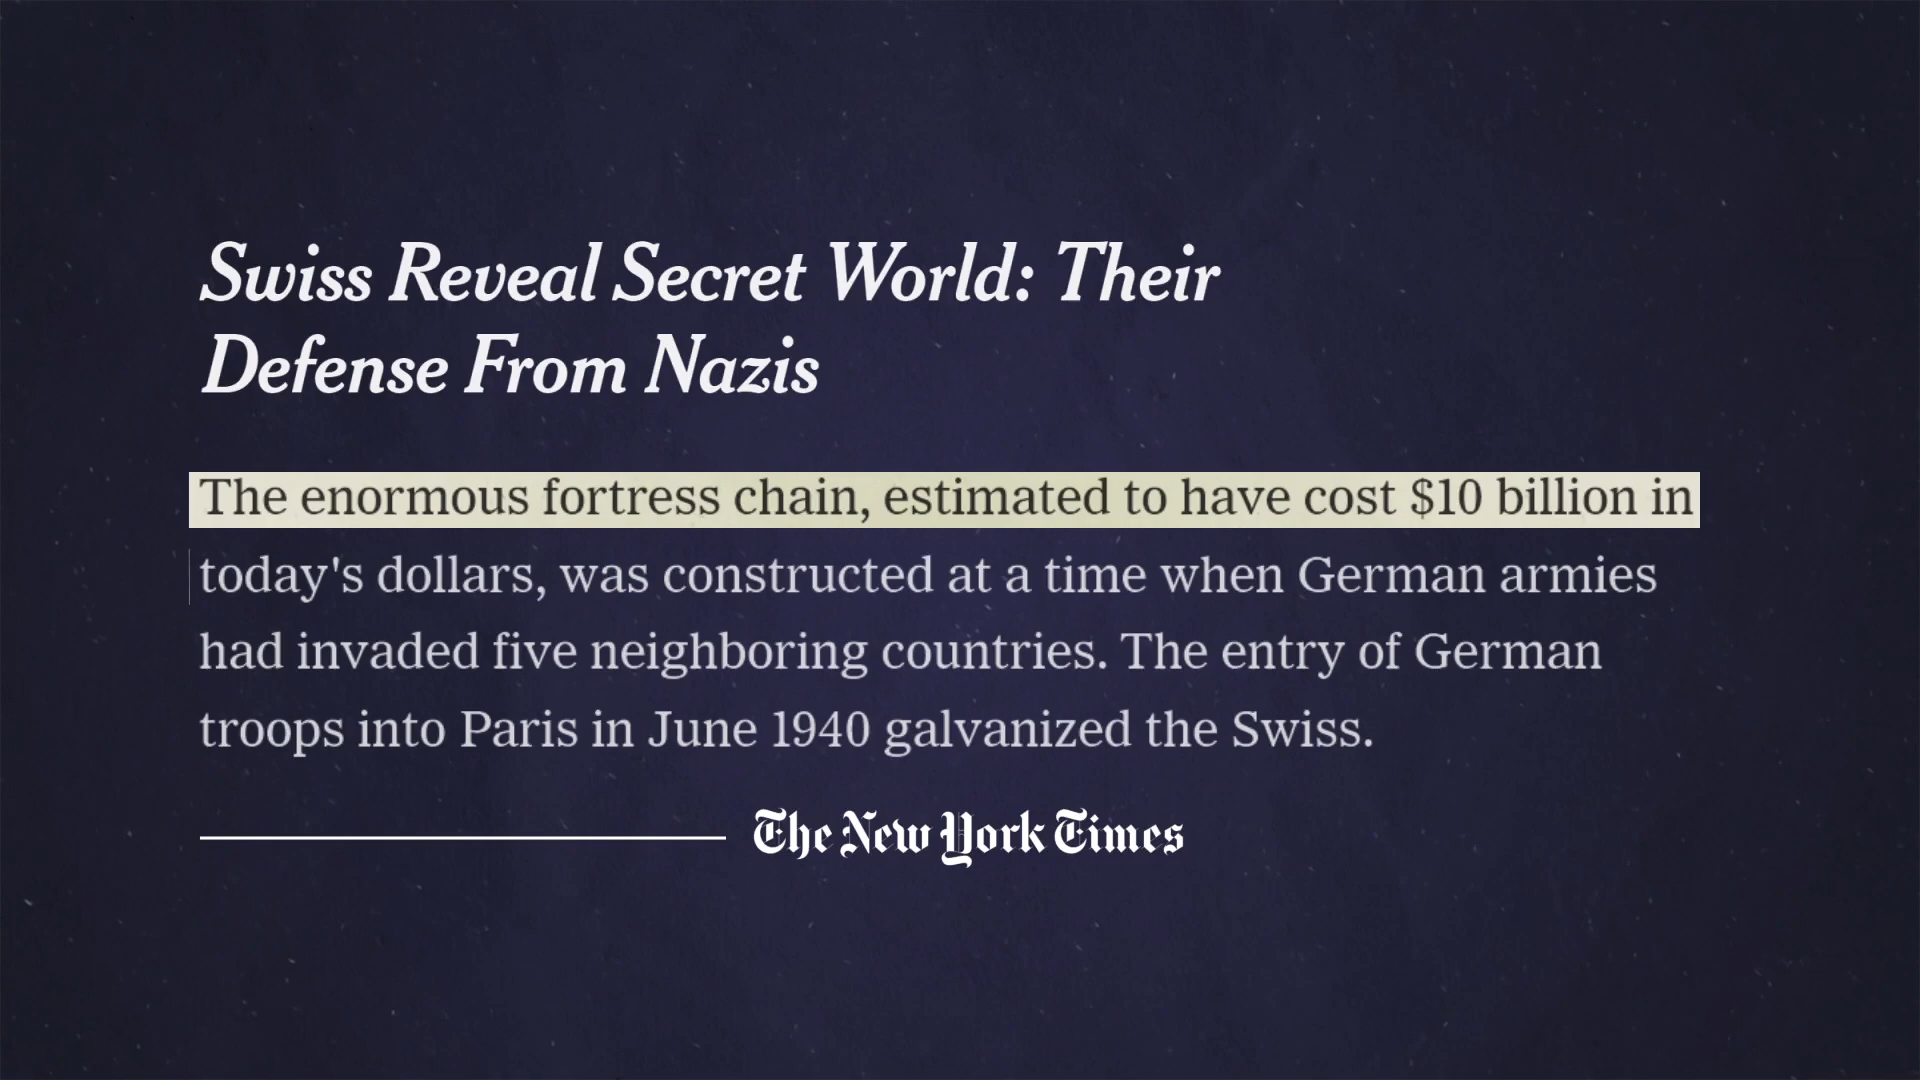 Swiss Reveal Secret World: Their
Defense From Nazis
The enormous fortress chain, estimated to have cost $10 billion in
today's dollars, was constructed at a time when German armies
had invaded five neighboring countries. The entry of German
troops into Paris in June 1940 galvanized the Swiss.
The New York Times